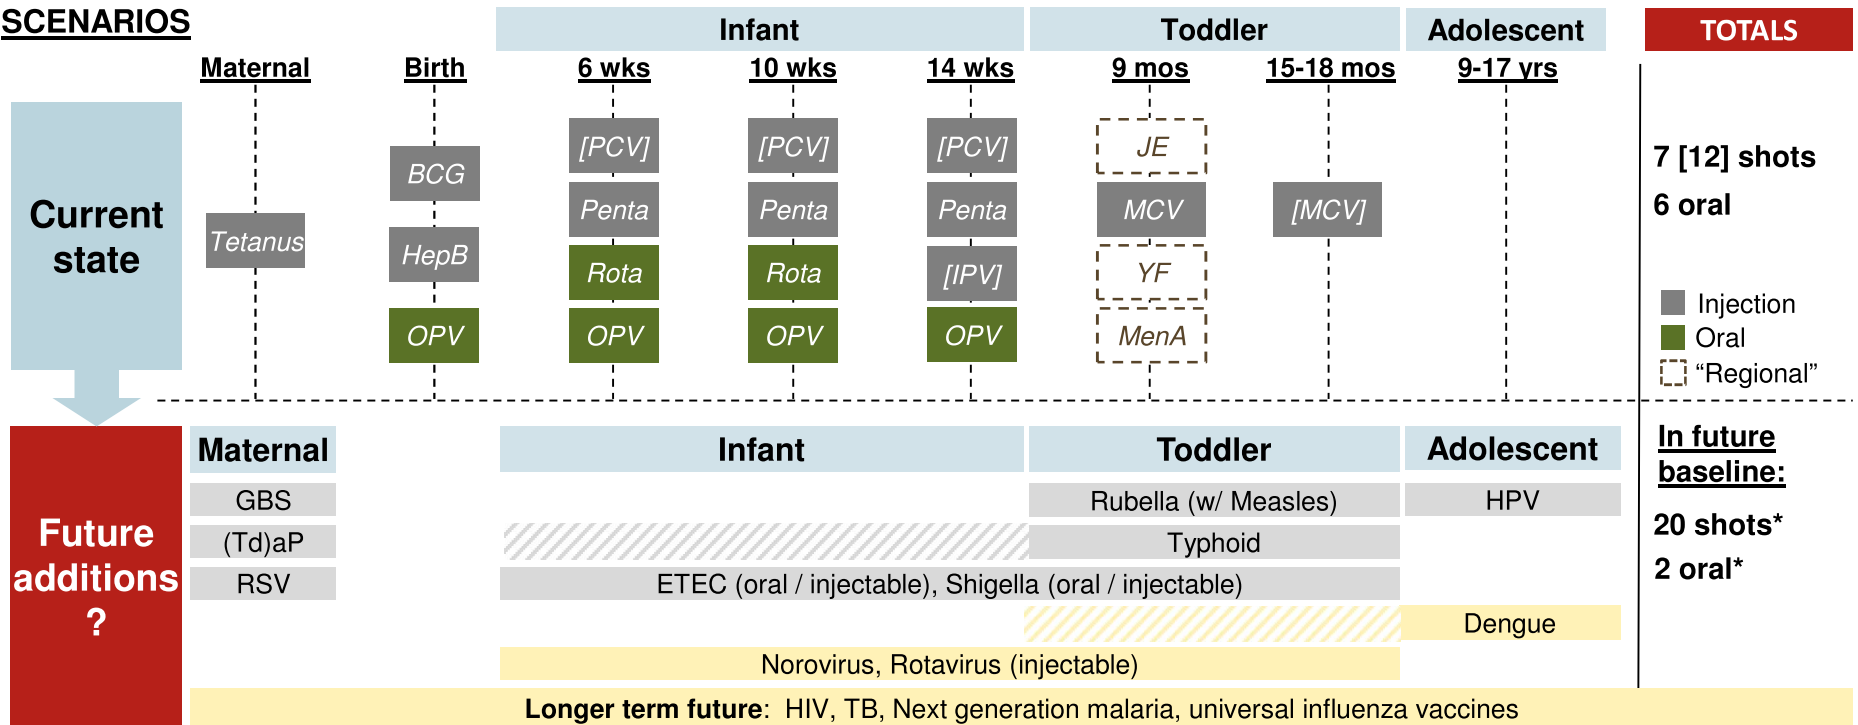 SCENARIOS
Infant
Toddler
Adolescent
TOTALS
Maternal
Birth
6 wks
10 wks
14 wks
9 mos
15-18 mos
9-17 yrs
Current
state
Tetanus
BCG
HepB
OPV
[PCV]
Penta
Rota
OPV
[PCV]
Penta
Rota
OPV
[PCV]
Penta
[IPV]
OPV
JE
MCV
YF
MenA
[MCV]
7 [12] shots
6 oral
Injection
Oral
“Regional”
Future
additions
?
Maternal
Infant
Toddler
Adolescent
GBS
(Td)aP
RSV
Rubella (w/ Measles)
HPV
Typhoid
ETEC (oral / injectable), Shigella (oral / injectable)
Dengue
Norovirus, Rotavirus (injectable)
Longer term future: HIV, TB, Next generation malaria, universal influenza vaccines
In future
baseline:
20 shots*
2 oral*